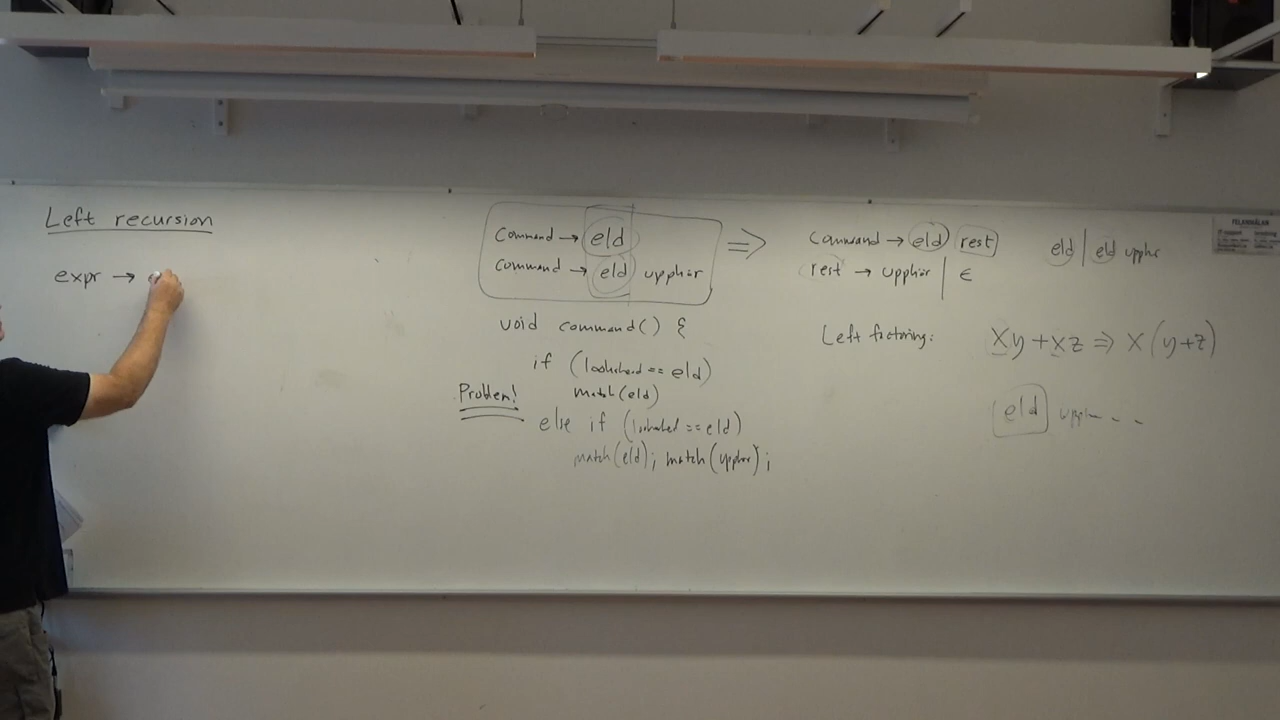 Left recursion
expr →
command → eld
command → eld upphör
void command() {
if (lookahead == eld)
match(eld)
Problem!
else if (lookahead == eld)
match(eld); match(upphör);
⇒
command → eld rest
rest → upphör | ϵ
eld | eld upphör
Left factoring: xy + xz ⇒ x(y+z)
eld upph - - -